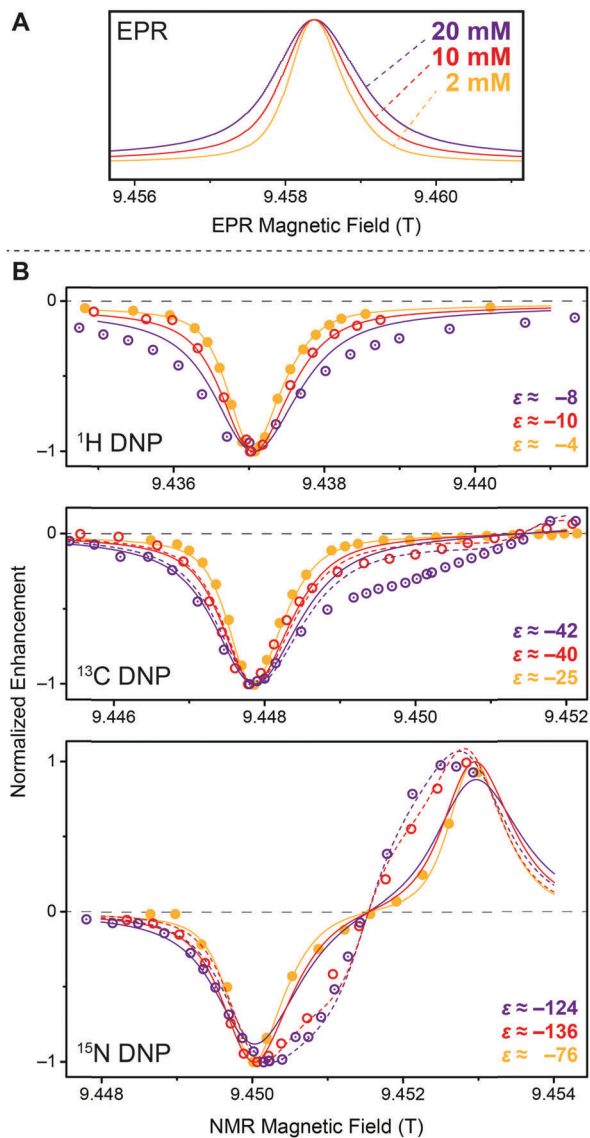 A
EPR
20 mM
10 mM
2 mM
9.456
9.458
9.460
EPR Magnetic Field (T)
B
0
−1
¹H DNP
ε ≈ −8
ε ≈ −10
ε ≈ −4
9.436
9.438
9.440
0
−1
¹³C DNP
ε ≈ −42
ε ≈ −40
ε ≈ −25
9.446
9.448
9.450
9.452
Normalized Enhancement
1
0
−1
¹⁵N DNP
ε ≈ −124
ε ≈ −136
ε ≈ −76
9.448
9.450
9.452
9.454
NMR Magnetic Field (T)